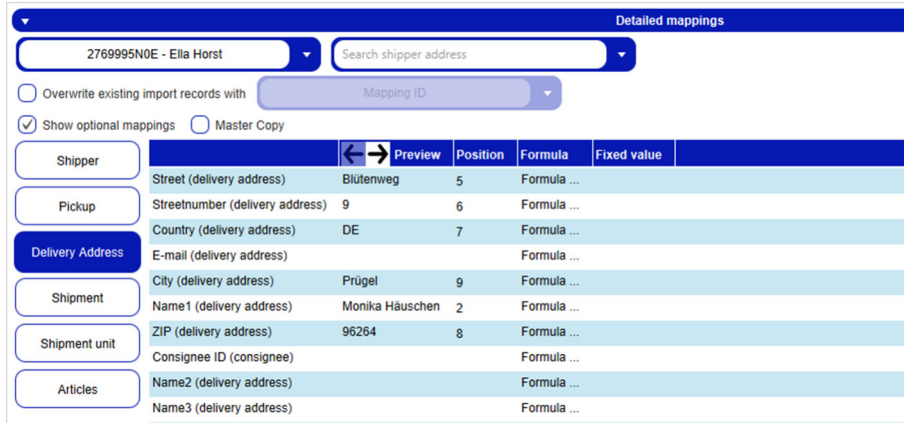 Detailed mappings
2769995N0E - Ella Horst Search shipper address
Overwrite existing import records with Mapping ID
Show optional mappings Master Copy
Shipper
Pickup
Delivery Address
Shipment
Shipment unit
Articles
Preview Position Formula Fixed value
Street (delivery address) Blütenweg 5 Formula ...
Streetnumber (delivery address) 9 6 Formula ...
Country (delivery address) DE 7 Formula ...
E-mail (delivery address) Formula ...
City (delivery address) Prügel 9 Formula ...
Name1 (delivery address) Monika Häuschen 2 Formula ...
ZIP (delivery address) 96264 8 Formula ...
Consignee ID (consignee) Formula ...
Name2 (delivery address) Formula ...
Name3 (delivery address) Formula ...